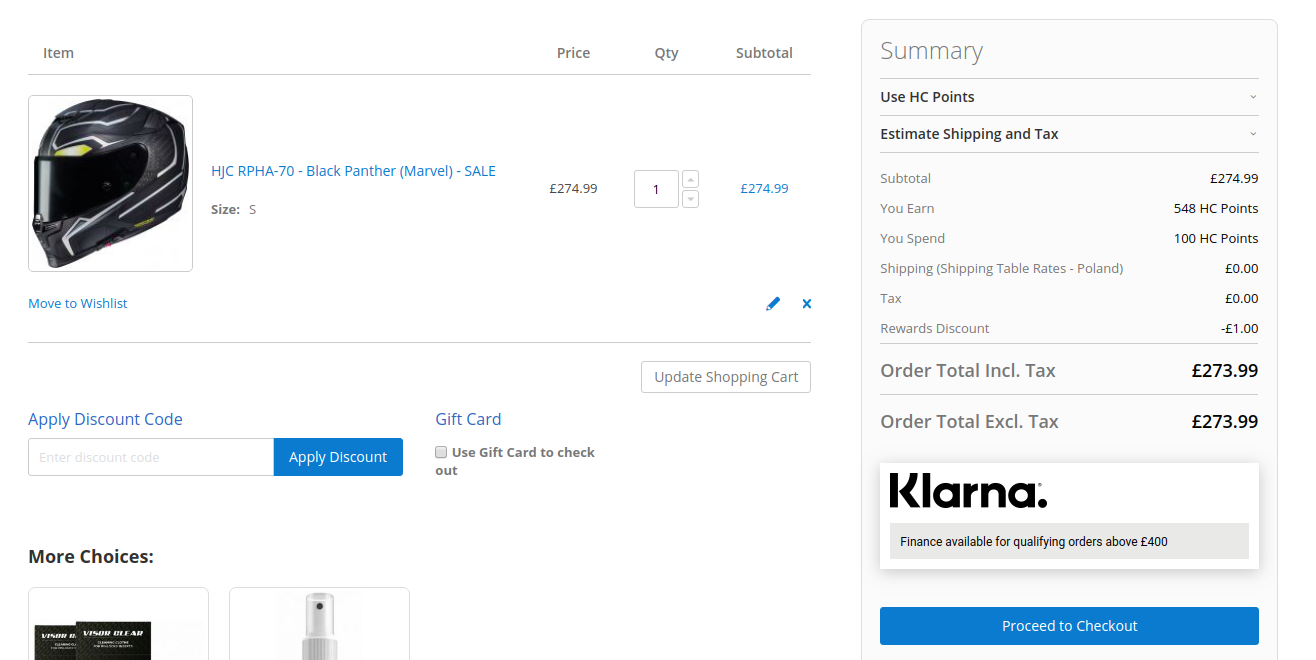 Item Price Qty Subtotal
HJC RPHA-70 - Black Panther (Marvel) - SALE
Size: S
£274.99
1
£274.99
Move to Wishlist
Update Shopping Cart
Apply Discount Code
Enter discount code
Apply Discount
Gift Card
Use Gift Card to check
out
More Choices:
VISOR CLEAR
CLEANING CLOTHS
Summary
Use HC Points
Estimate Shipping and Tax
Subtotal £274.99
You Earn 548 HC Points
You Spend 100 HC Points
Shipping (Shipping Table Rates - Poland) £0.00
Tax £0.00
Rewards Discount -£1.00
Order Total Incl. Tax £273.99
Order Total Excl. Tax £273.99
Klarna.
Finance available for qualifying orders above £400
Proceed to Checkout